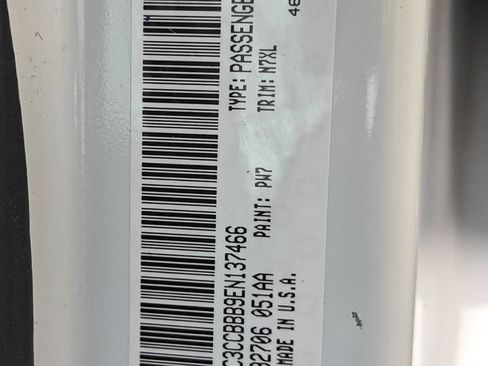 C3CCBBB9EN137466
TYPE: PASSENGE
32706 051AA
PAINT: PW7
TRIM: M7XL
MADE IN U.S.A.